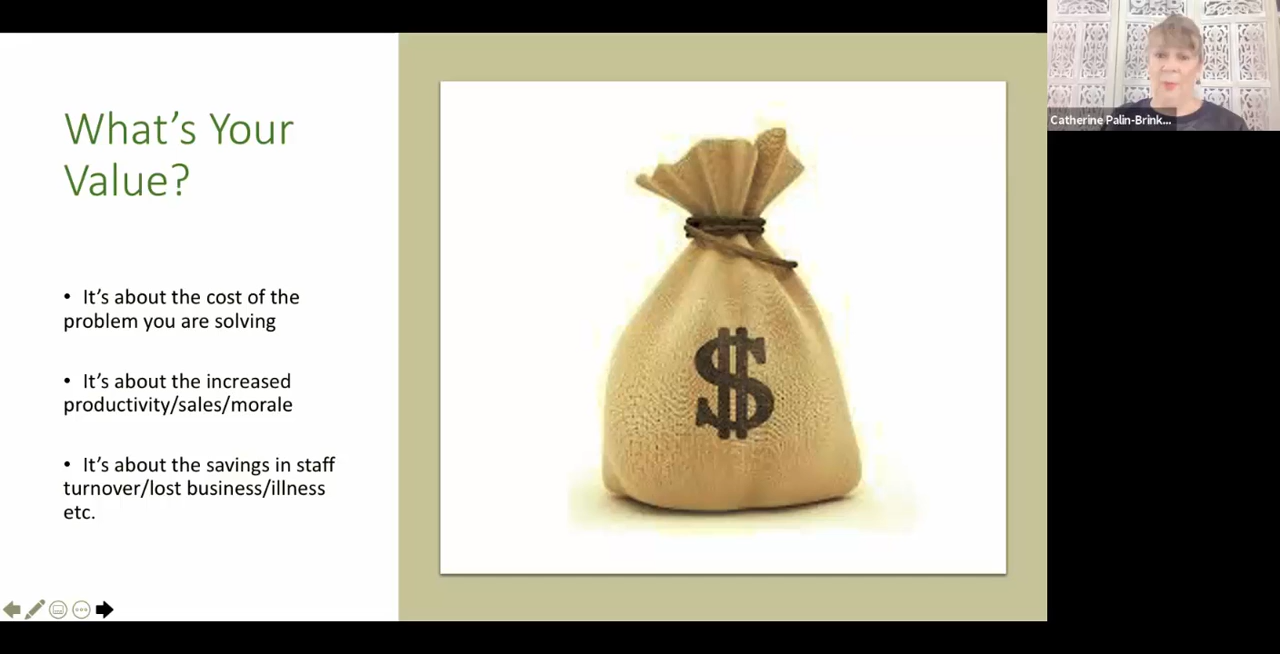 What's Your
Value?
• It's about the cost of the
problem you are solving
• It's about the increased
productivity/sales/morale
• It's about the savings in staff
turnover/lost business/illness
etc.
$
Catherine Palin-Brink...